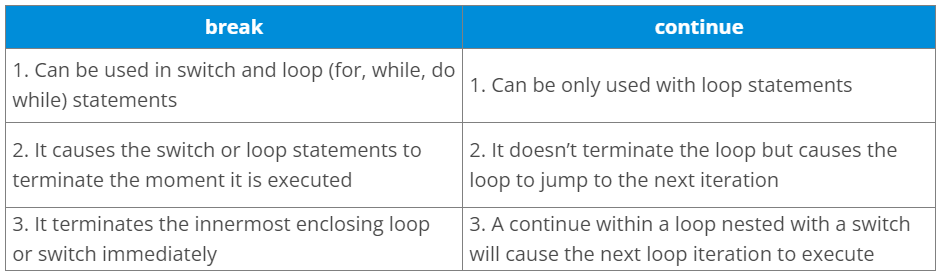 break
continue
1. Can be used in switch and loop (for, while, do
while) statements
1. Can be only used with loop statements
2. It causes the switch or loop statements to
terminate the moment it is executed
2. It doesn’t terminate the loop but causes the
loop to jump to the next iteration
3. It terminates the innermost enclosing loop
or switch immediately
3. A continue within a loop nested with a switch
will cause the next loop iteration to execute